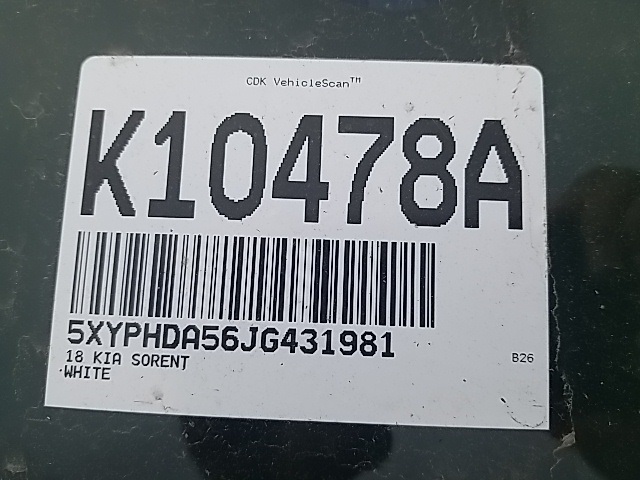 CDK VehicleScan™
K10478A
5XYPHDA56JG431981
18 KIA SORENT
WHITE
B26